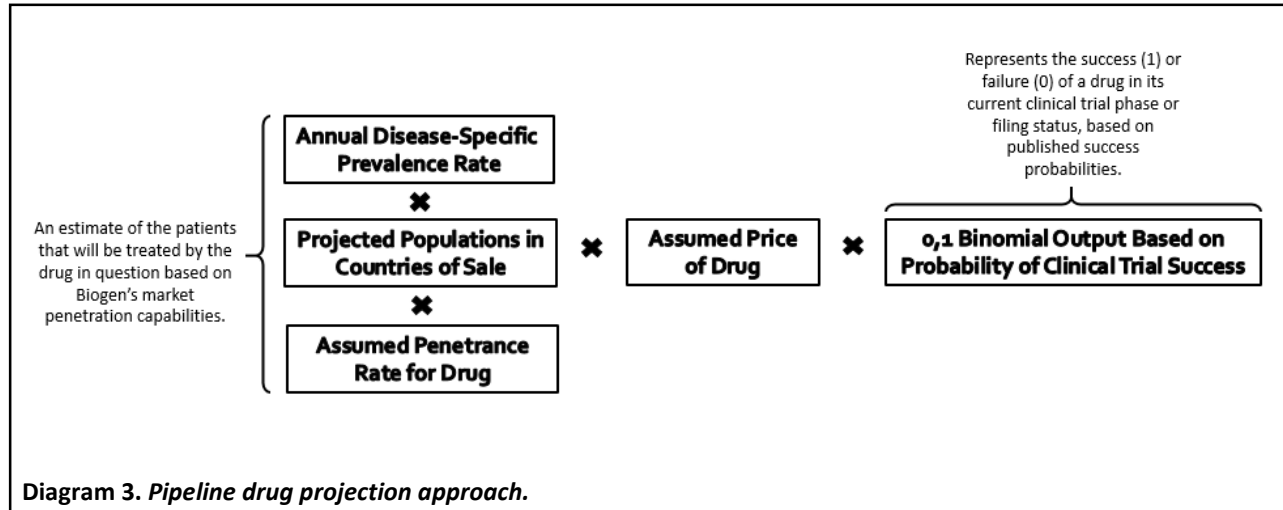 Represents the success (1) or
failure (0) of a drug in its
current clinical trial phase or
filing status, based on
published success
probabilities.
An estimate of the patients
that will be treated by the
drug in question based on
Biogen's market
penetration capabilities.
Annual Disease-Specific
Prevalence Rate
✖
Projected Populations in
Countries of Sale
✖
Assumed Penetrance
Rate for Drug
✖
Assumed Price
of Drug
✖
0,1 Binomial Output Based on
Probability of Clinical Trial Success
Diagram 3. Pipeline drug projection approach.